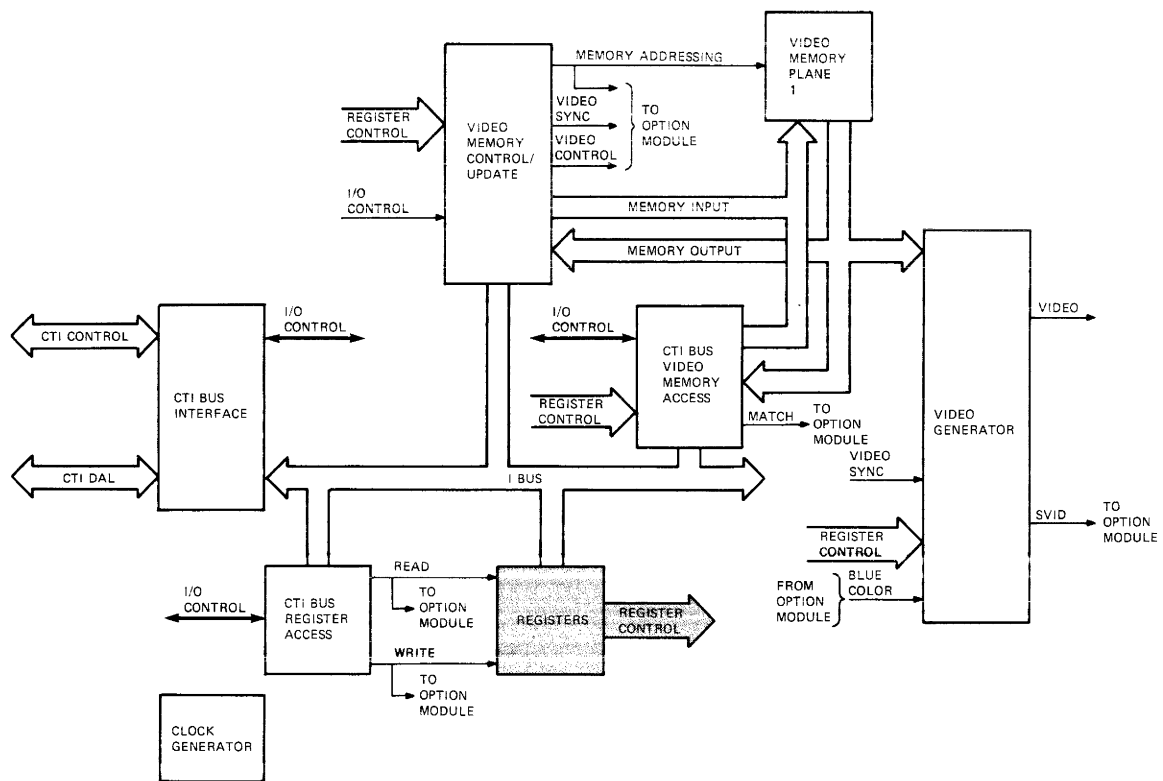 MEMORY ADDRESSING
VIDEO
MEMORY
PLANE
1
VIDEO
SYNC
VIDEO
CONTROL
TO
OPTION
MODULE
REGISTER
CONTROL
VIDEO
MEMORY
CONTROL/
UPDATE
I/O
CONTROL
MEMORY INPUT
MEMORY OUTPUT
CTI CONTROL
I/O
CONTROL
CTI BUS
INTERFACE
CTI DAL
I/O
CONTROL
CTI BUS
VIDEO
MEMORY
ACCESS
REGISTER
CONTROL
MATCH
TO
OPTION
MODULE
VIDEO
VIDEO
GENERATOR
VIDEO
SYNC
SVID
TO
OPTION
MODULE
REGISTER
CONTROL
FROM
OPTION
MODULE
BLUE
COLOR
I BUS
I/O
CONTROL
CTI BUS
REGISTER
ACCESS
READ
TO
OPTION
MODULE
WRITE
TO
OPTION
MODULE
REGISTERS
REGISTER
CONTROL
CLOCK
GENERATOR